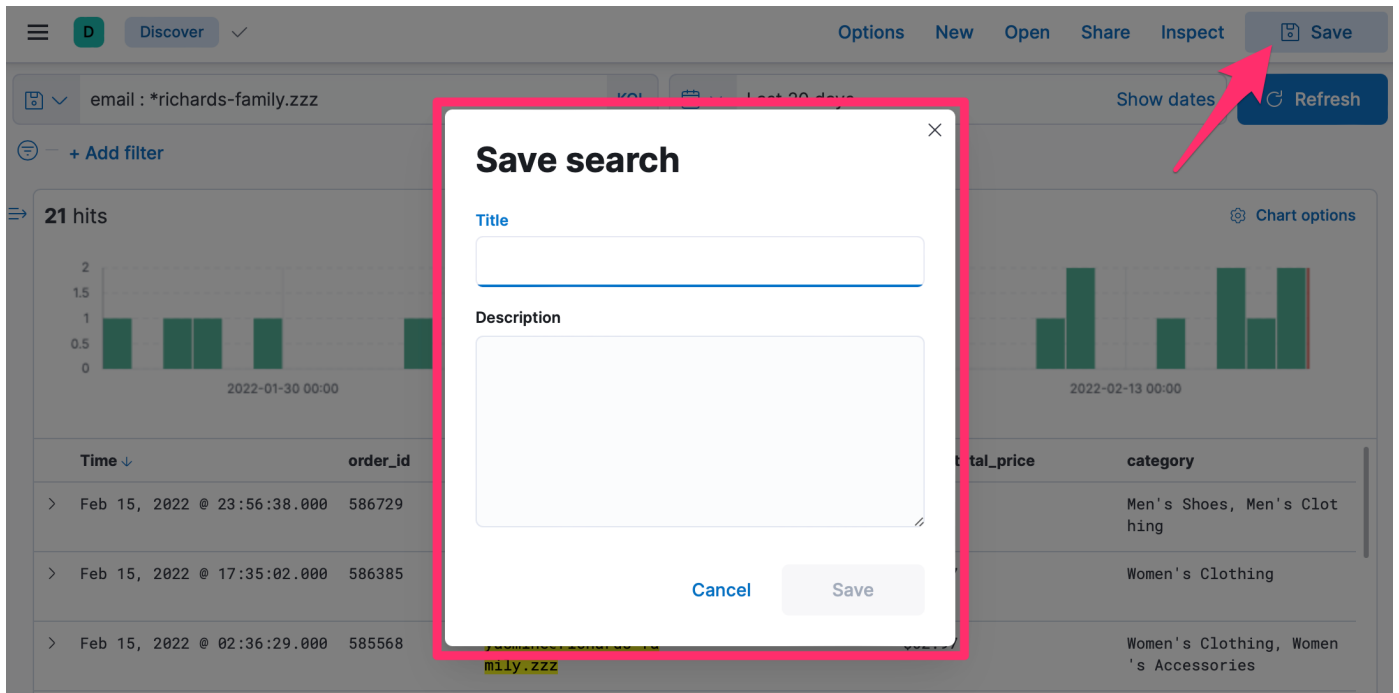 D Discover Options New Open Share Inspect Save
email : *richards-family.zzz KQL Last 20 days Show dates Refresh
+ Add filter
Save search
21 hits Chart options
Title
2
1.5
1
0.5
0
2022-01-30 00:00 2022-02-13 00:00
Description
Time order_id category
Feb 15, 2022 @ 23:56:38.000 586729 Men's Shoes, Men's Clot
hing
Feb 15, 2022 @ 17:35:02.000 586385 Women's Clothing
Cancel Save
Feb 15, 2022 @ 02:36:29.000 585568 Women's Clothing, Women
mily.zzz 's Accessories